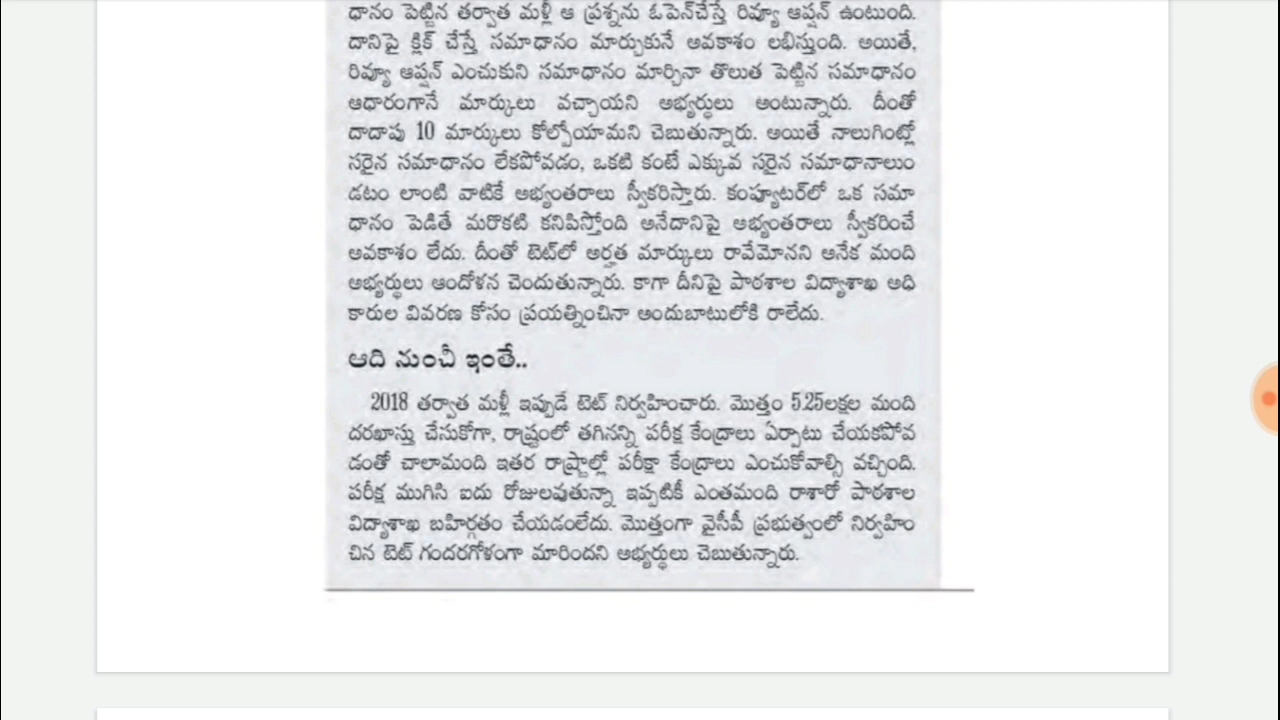 ధానం పెట్టిన తర్వాత మళ్లీ ఆ ప్రశ్నను ఓపెన్‌చేస్తే రివ్యూ ఆప్షన్ ఉంటుంది.
దానిపై క్లిక్ చేస్తే సమాధానం మార్చుకునే అవకాశం లభిస్తుంది. అయితే,
రివ్యూ ఆప్షన్ ఎంచుకుని సమాధానం మార్చినా తొలుత పెట్టిన సమాధానం
ఆధారంగానే మార్కులు వచ్చాయని అభ్యర్థులు అంటున్నారు. దీంతో
దాదాపు 10 మార్కులు కోల్పోయామని చెబుతున్నారు. అయితే నాలుగింట్లో
సరైన సమాధానం లేకపోవడం, ఒకటి కంటే ఎక్కువ సరైన సమాధానాలుం
డటం లాంటి వాటికే అభ్యంతరాలు స్వీకరిస్తారు. కంప్యూటర్‌లో ఒక సమా
ధానం పెడితే మరొకటి కనిపిస్తోంది అనేదానిపై అభ్యంతరాలు స్వీకరించే
అవకాశం లేదు. దీంతో టెట్‌లో అర్హత మార్కులు రావేమోనని అనేక మంది
అభ్యర్థులు ఆందోళన చెందుతున్నారు. కాగా దీనిపై పాఠశాల విద్యాశాఖ అధి
కారుల వివరణ కోసం ప్రయత్నించినా అందుబాటులోకి రాలేదు.
ఆది నుంచీ ఇంతే..
2018 తర్వాత మళ్లీ ఇప్పుడే టెట్ నిర్వహించారు. మొత్తం 5.25లక్షల మంది
దరఖాస్తు చేసుకోగా, రాష్ట్రంలో తగినన్ని పరీక్ష కేంద్రాలు ఏర్పాటు చేయకపోవ
డంతో చాలామంది ఇతర రాష్ట్రాల్లో పరీక్షా కేంద్రాలు ఎంచుకోవాల్సి వచ్చింది.
పరీక్ష ముగిసి ఐదు రోజులవుతున్నా ఇప్పటికీ ఎంతమంది రాశారో పాఠశాల
విద్యాశాఖ బహిర్గతం చేయడంలేదు. మొత్తంగా వైసీపీ ప్రభుత్వంలో నిర్వహిం
చిన టెట్ గందరగోళంగా మారిందని అభ్యర్థులు చెబుతున్నారు.